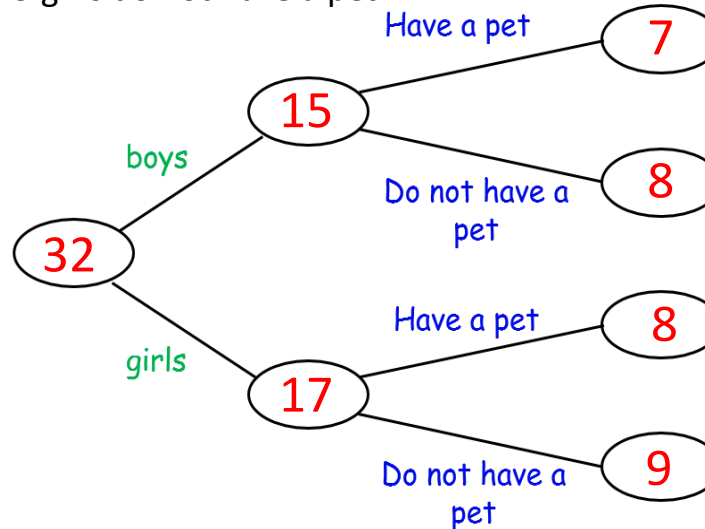 Have a pet
7
15
boys
Do not have a
pet
8
32
Have a pet
8
girls
17
Do not have a
pet
9